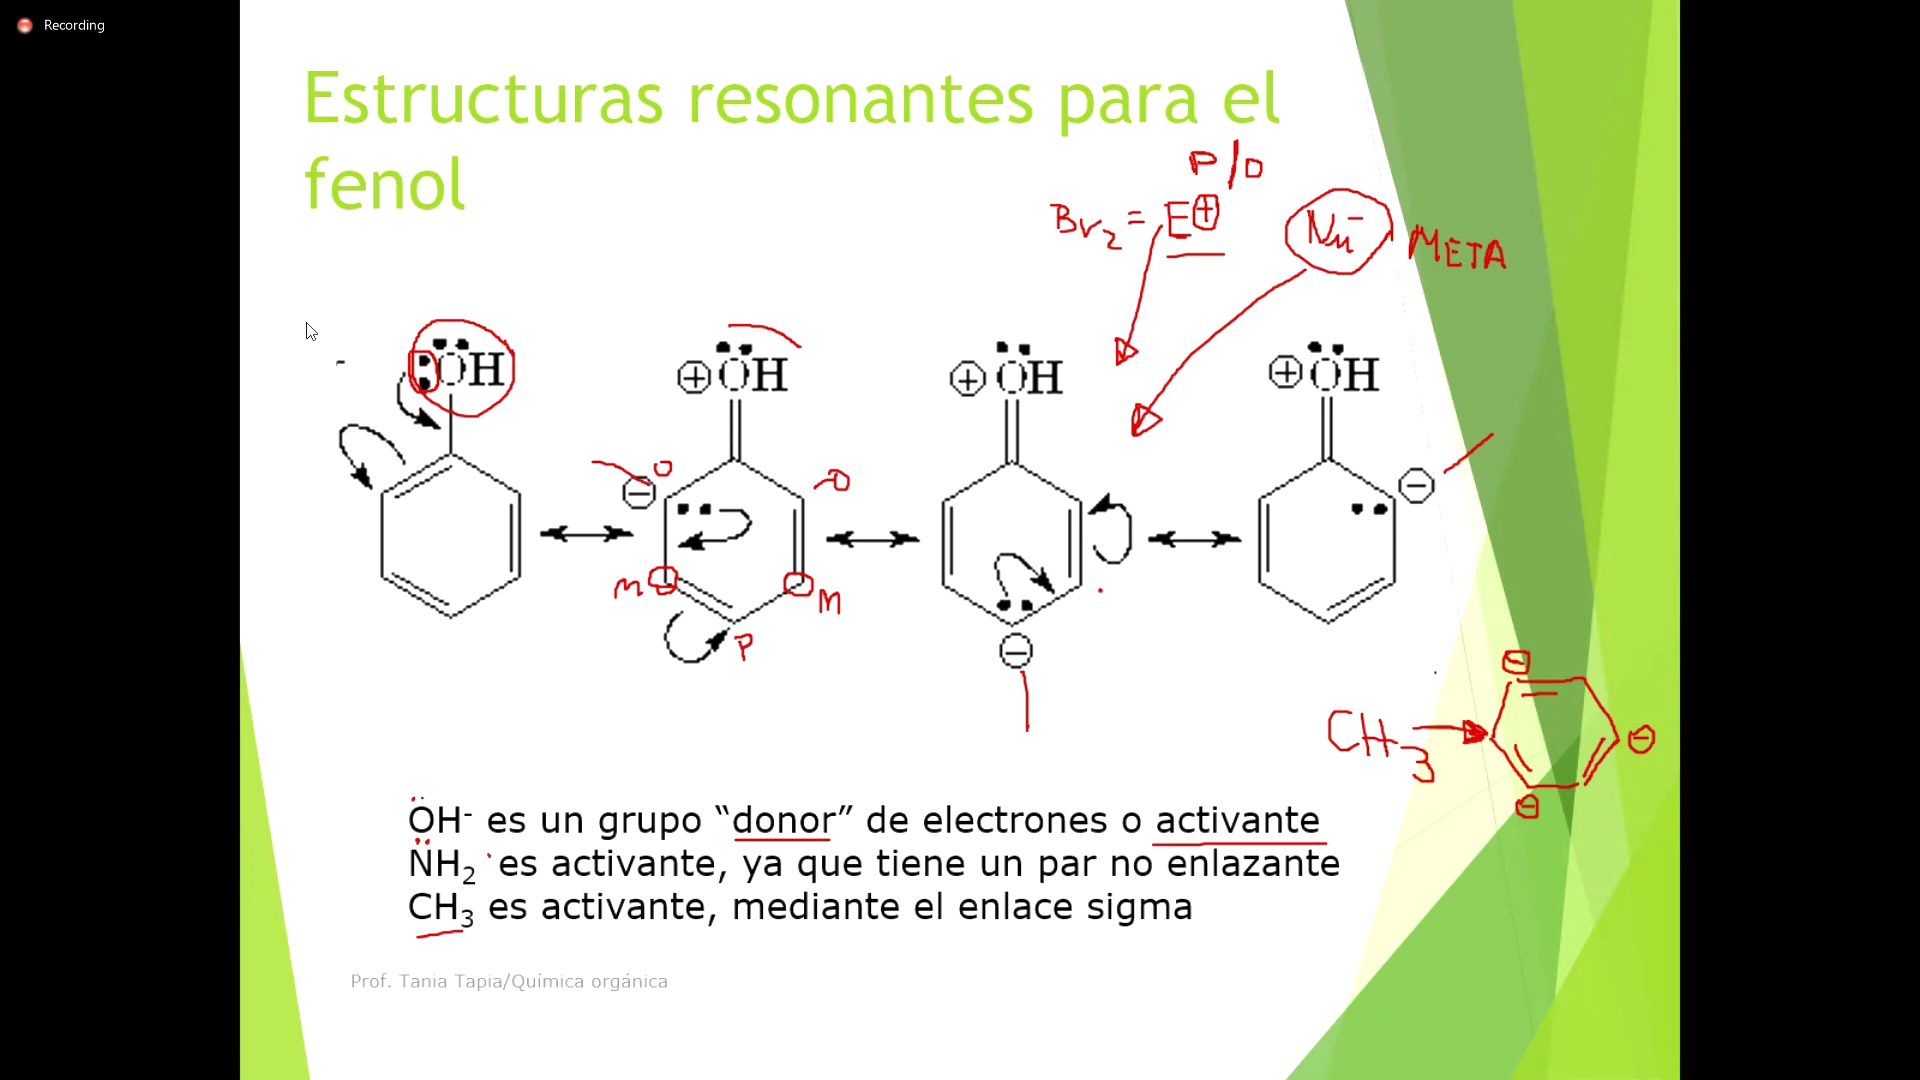 Recording
Estructuras resonantes para el
fenol
P/O
Br₂ = E⊕
Nu⁻ META
OH
⊕ OH
⊕ OH
⊕ OH
O
O
⊖
⊖
M
M
P
⊖
⊖
CH₃
⊖
⊖
OH⁻ es un grupo “donor” de electrones o activante
NH₂ es activante, ya que tiene un par no enlazante
CH₃ es activante, mediante el enlace sigma
Prof. Tania Tapia/Química orgánica